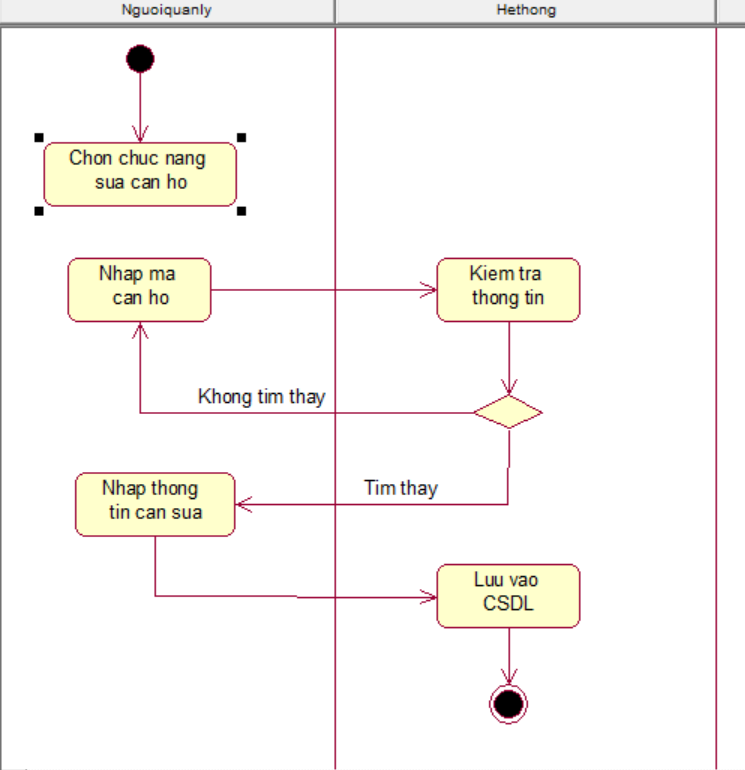 Nguoiquanly
Hethong
Chon chuc nang
sua can ho
Nhap ma
can ho
Kiem tra
thong tin
Khong tim thay
Nhap thong
tin can sua
Tim thay
Luu vao
CSDL